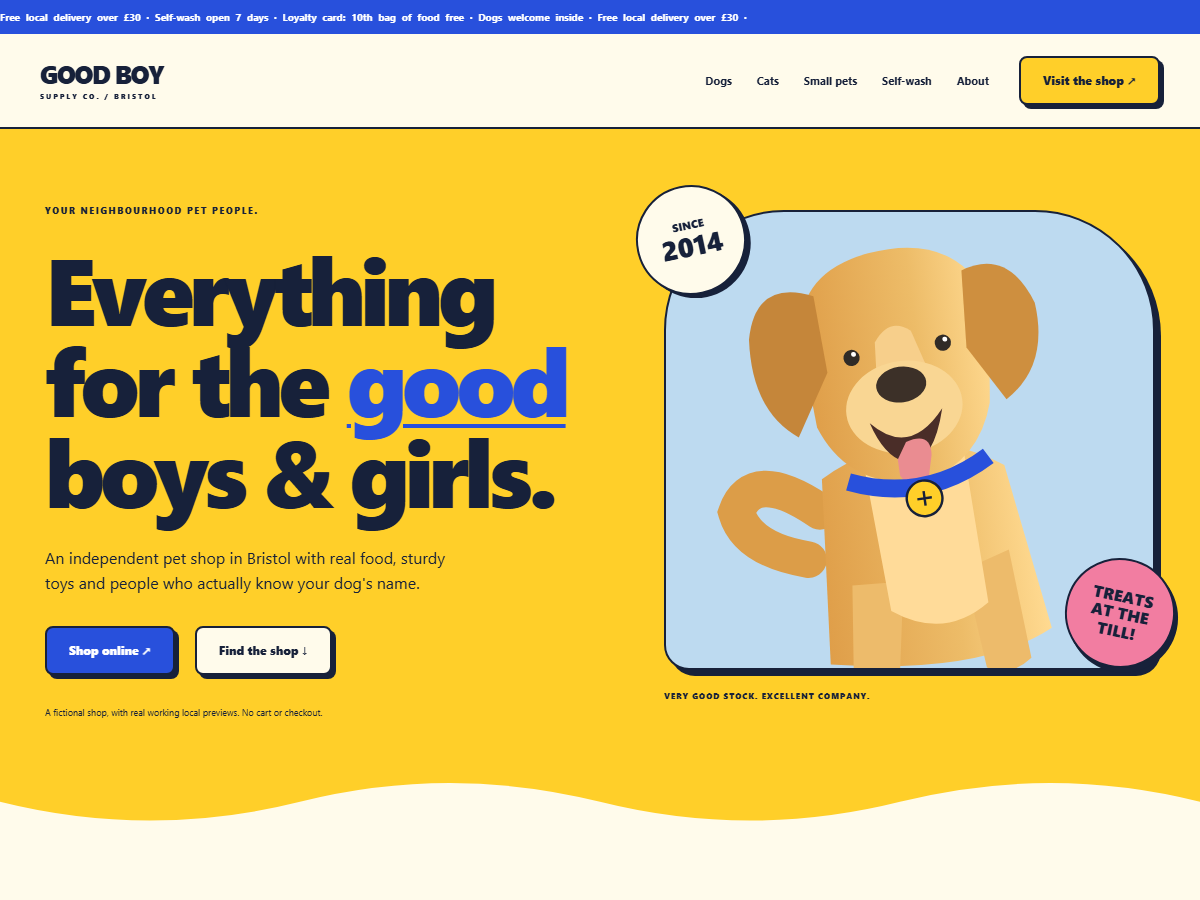 Free local delivery over £30 · Self-wash open 7 days · Loyalty card: 10th bag of food free · Dogs welcome inside · Free local delivery over £30 ·
GOOD BOY
SUPPLY CO. / BRISTOL
Dogs
Cats
Small pets
Self-wash
About
Visit the shop ↗
YOUR NEIGHBOURHOOD PET PEOPLE.
Everything
for the good
boys & girls.
An independent pet shop in Bristol with real food, sturdy
toys and people who actually know your dog's name.
Shop online ↗
Find the shop ↓
A fictional shop, with real working local previews. No cart or checkout.
SINCE
2014
TREATS
AT THE
TILL!
VERY GOOD STOCK. EXCELLENT COMPANY.